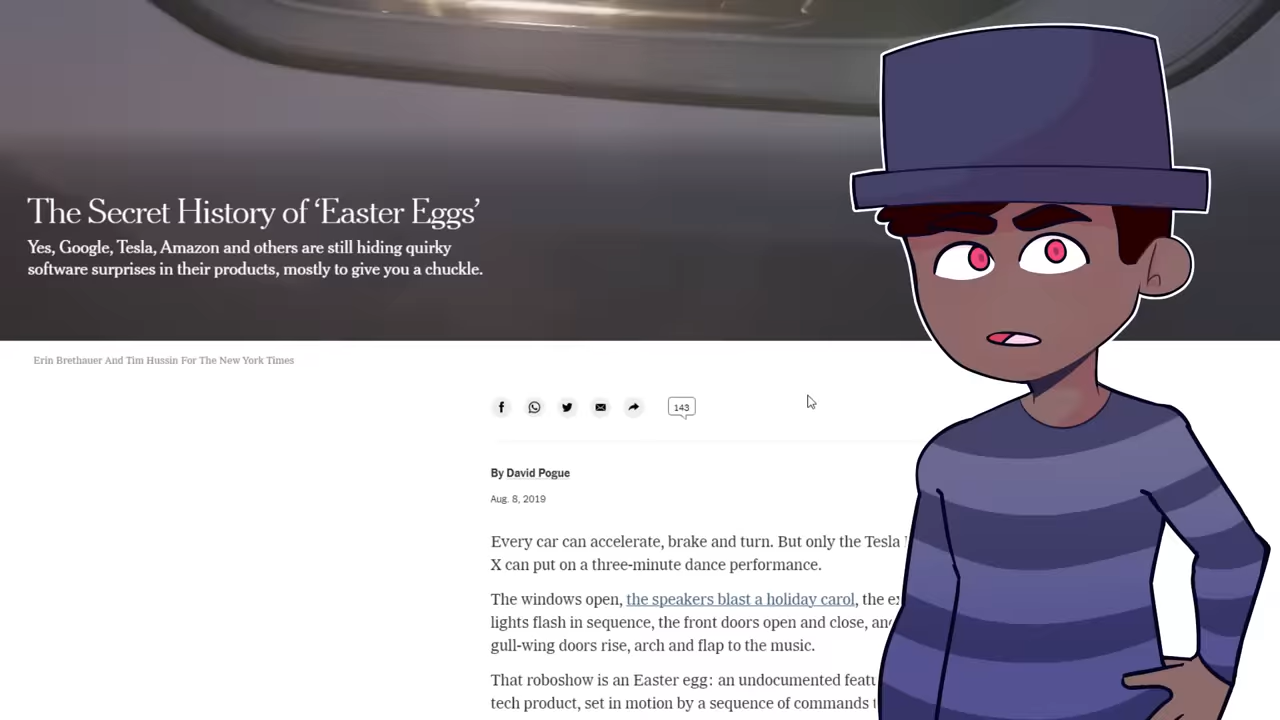 The Secret History of ‘Easter Eggs’
Yes, Google, Tesla, Amazon and others are still hiding quirky
software surprises in their products, mostly to give you a chuckle.
Erin Brethauer And Tim Hussin For The New York Times
143
By David Pogue
Aug. 8, 2019
Every car can accelerate, brake and turn. But only the Tesla
X can put on a three-minute dance performance.
The windows open, the speakers blast a holiday carol, the
lights flash in sequence, the front doors open and close,
gull-wing doors rise, arch and flap to the music.
That roboshow is an Easter egg: an undocumented
tech product, set in motion by a sequence of commands